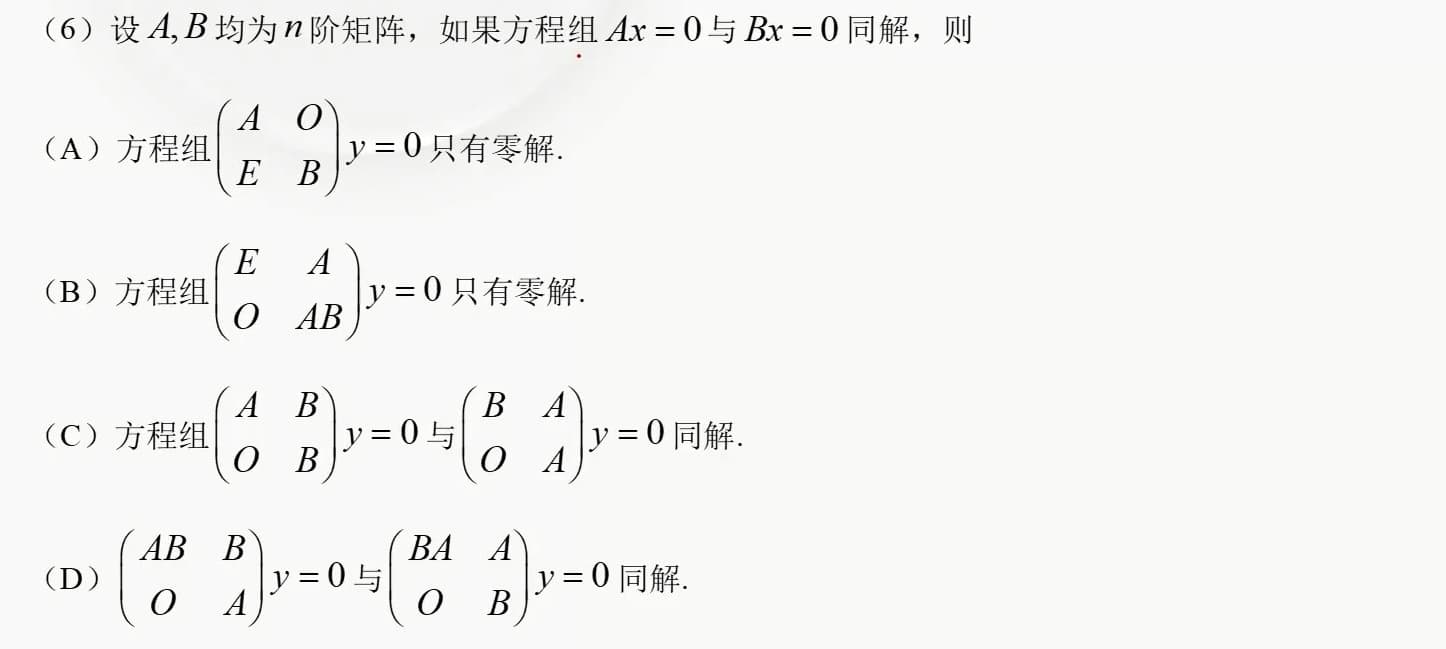 （6）设 A, B 均为 n 阶矩阵，如果方程组 Ax = 0 与 Bx = 0 同解，则
（A）方程组 \begin{pmatrix} A & O \\ E & B \end{pmatrix} y = 0 只有零解.
（B）方程组 \begin{pmatrix} E & A \\ O & AB \end{pmatrix} y = 0 只有零解.
（C）方程组 \begin{pmatrix} A & B \\ O & B \end{pmatrix} y = 0 与 \begin{pmatrix} B & A \\ O & A \end{pmatrix} y = 0 同解.
（D） \begin{pmatrix} AB & B \\ O & A \end{pmatrix} y = 0 与 \begin{pmatrix} BA & A \\ O & B \end{pmatrix} y = 0 同解.